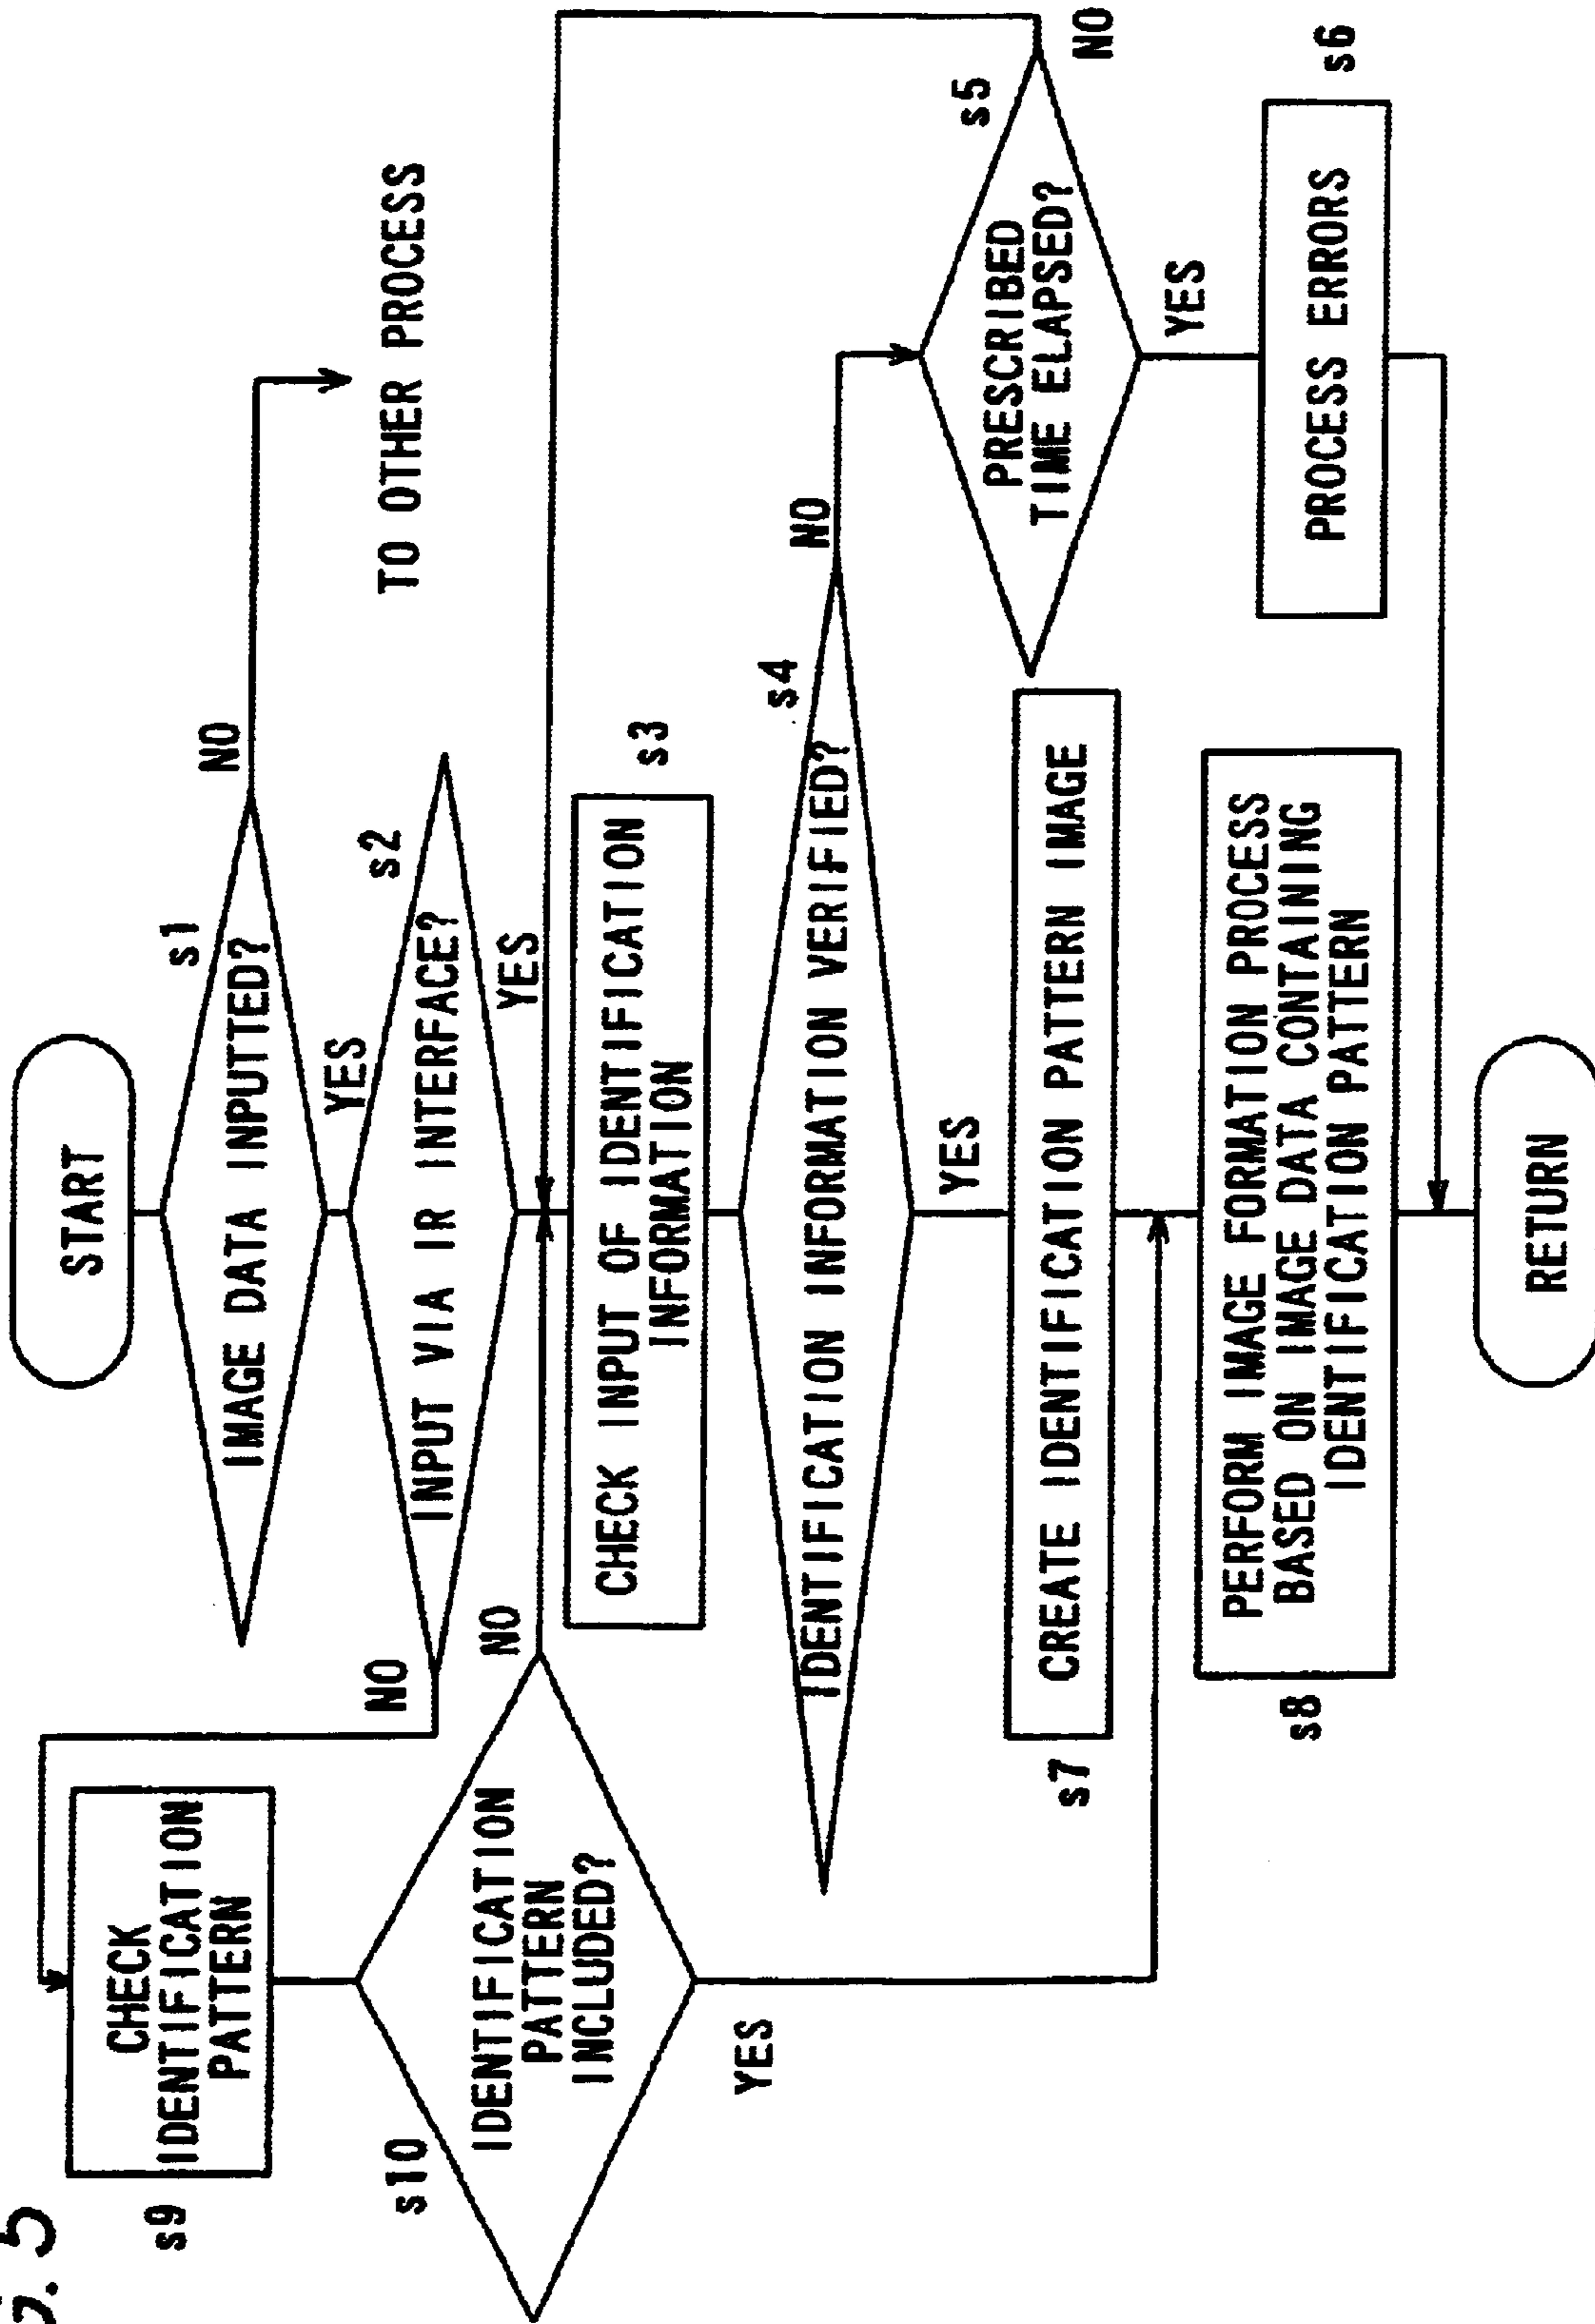 5
START
s1
IMAGE DATA INPUTTED?
NO
YES
TO OTHER PROCESS
s2
INPUT VIA IR INTERFACE?
NO
YES
s9
CHECK
IDENTIFICATION
PATTERN
s10
IDENTIFICATION
PATTERN
INCLUDED?
NO
YES
s3
CHECK INPUT OF IDENTIFICATION
INFORMATION
s4
IDENTIFICATION INFORMATION VERIFIED?
NO
YES
s5
PRESCRIBED
TIME ELAPSED?
NO
YES
s6
PROCESS ERRORS
s7
CREATE IDENTIFICATION PATTERN IMAGE
s8
PERFORM IMAGE FORMATION PROCESS
BASED ON IMAGE DATA CONTAINING
IDENTIFICATION PATTERN
RETURN